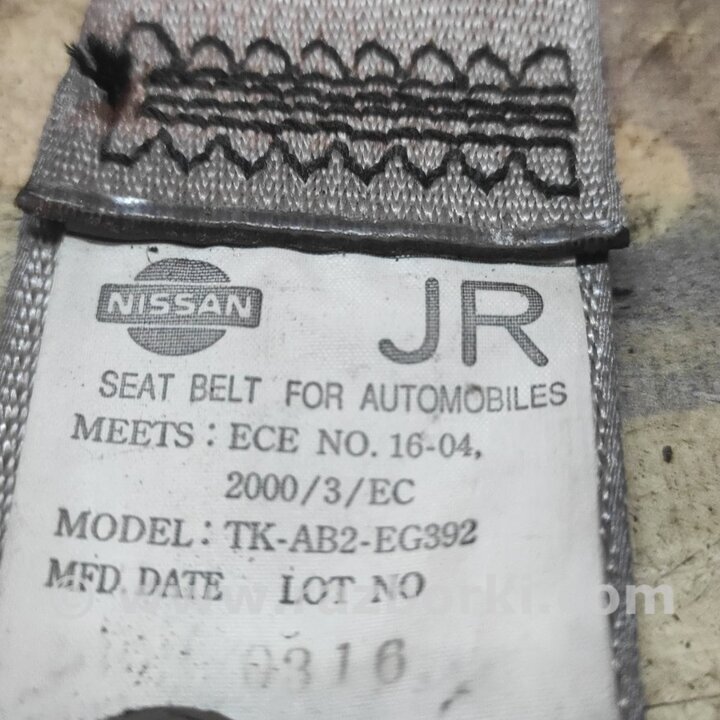 NISSAN JR
SEAT BELT FOR AUTOMOBILES
MEETS : ECE NO. 16-04,
2000/3/EC
MODEL : TK-AB2-EG392
MFD. DATE LOT NO
0316